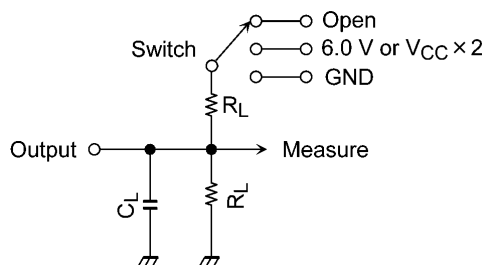 Open
Switch
6.0 V or VCC × 2
GND
RL
Output
Measure
CL
RL